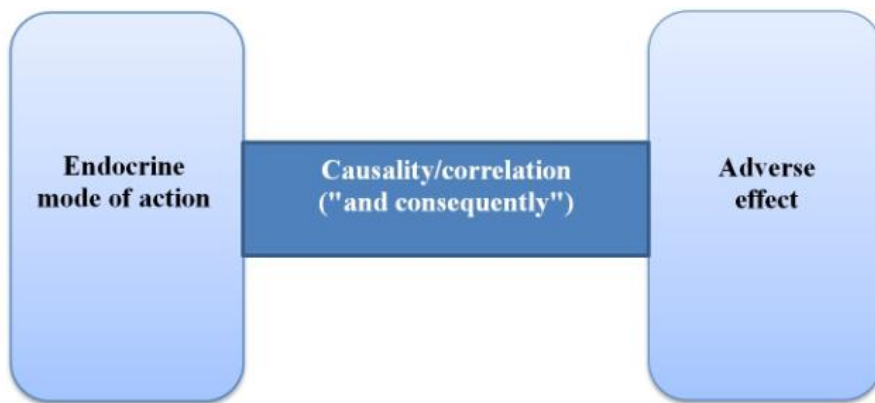 Endocrine
mode of action
Causality/correlation
("and consequently")
Adverse
effect